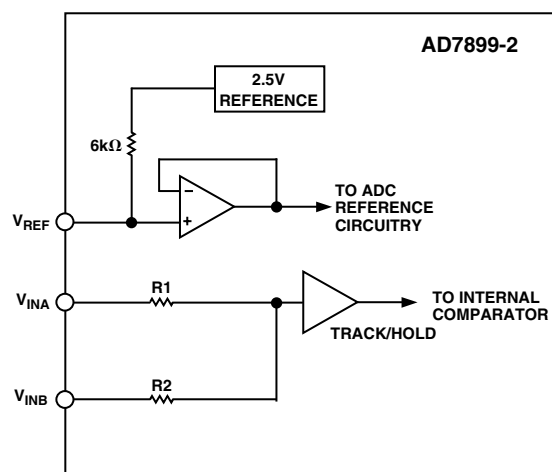 AD7899-2
2.5V
REFERENCE
6kΩ
–
+
TO ADC
REFERENCE
CIRCUITRY
VREF
VINA
R1
TO INTERNAL
COMPARATOR
TRACK/HOLD
R2
VINB